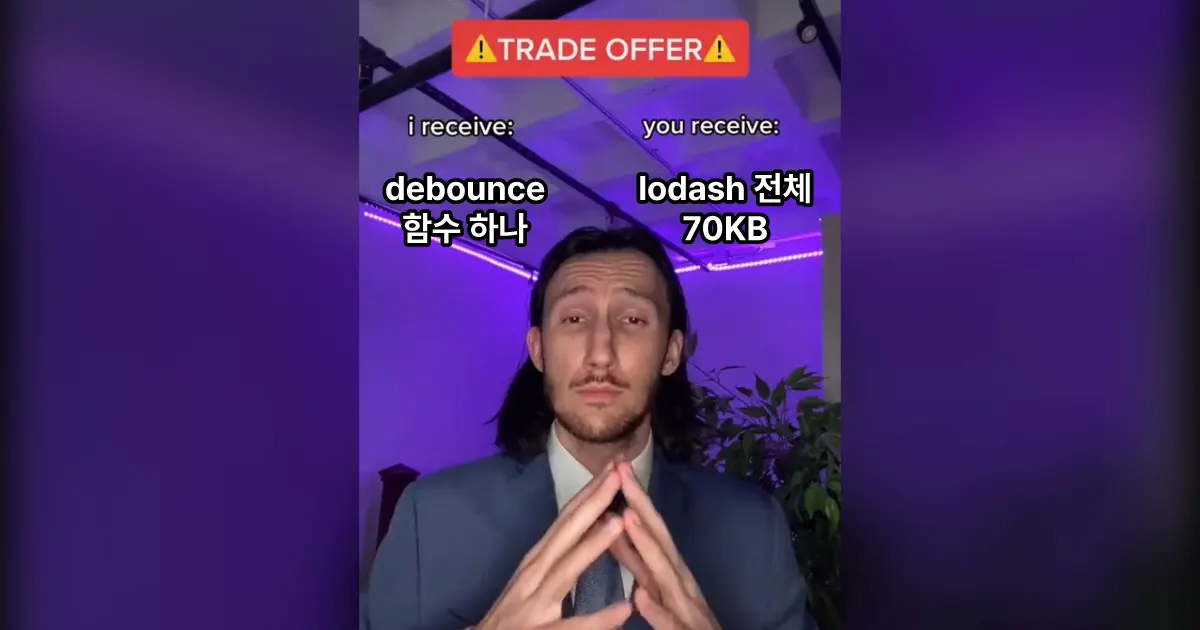 ⚠️TRADE OFFER⚠️
i receive:
you receive:
debounce
함수 하나
lodash 전체
70KB